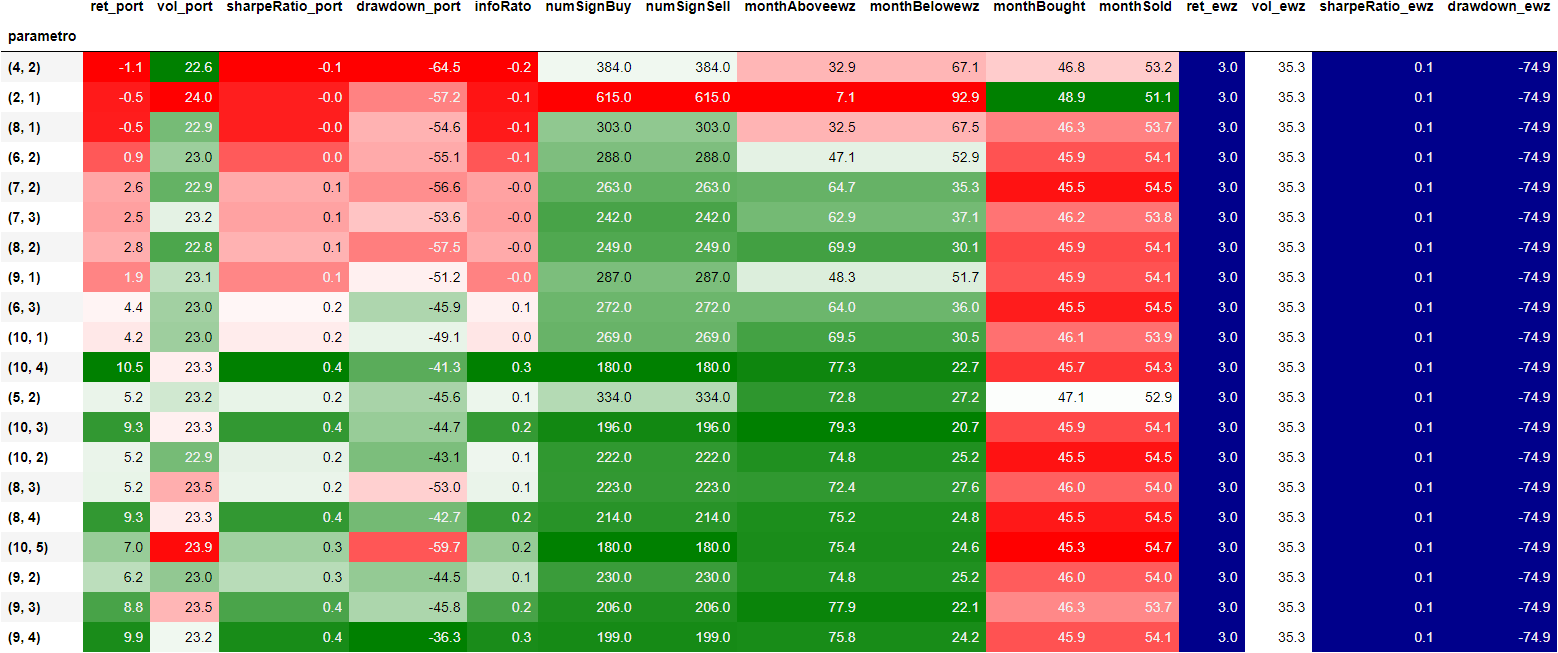 ret_port vol_port sharpeRatio_port drawdown_port infoRato numSignBuy numSignSell monthAboveewz monthBelowewz monthBought monthSold ret_ewz vol_ewz sharpeRatio_ewz drawdown_ewz
parametro
(4, 2) -1.1 22.6 -0.1 -64.5 -0.2 384.0 384.0 32.9 67.1 46.8 53.2 3.0 35.3 0.1 -74.9
(2, 1) -0.5 24.0 -0.0 -57.2 -0.1 615.0 615.0 7.1 92.9 48.9 51.1 3.0 35.3 0.1 -74.9
(8, 1) -0.5 22.9 -0.0 -54.6 -0.1 303.0 303.0 32.5 67.5 46.3 53.7 3.0 35.3 0.1 -74.9
(6, 2) 0.9 23.0 0.0 -55.1 -0.1 288.0 288.0 47.1 52.9 45.9 54.1 3.0 35.3 0.1 -74.9
(7, 2) 2.6 22.9 0.1 -56.6 -0.0 263.0 263.0 64.7 35.3 45.5 54.5 3.0 35.3 0.1 -74.9
(7, 3) 2.5 23.2 0.1 -53.6 -0.0 242.0 242.0 62.9 37.1 46.2 53.8 3.0 35.3 0.1 -74.9
(8, 2) 2.8 22.8 0.1 -57.5 -0.0 249.0 249.0 69.9 30.1 45.9 54.1 3.0 35.3 0.1 -74.9
(9, 1) 1.9 23.1 0.1 -51.2 -0.0 287.0 287.0 48.3 51.7 45.9 54.1 3.0 35.3 0.1 -74.9
(6, 3) 4.4 23.0 0.2 -45.9 0.1 272.0 272.0 64.0 36.0 45.5 54.5 3.0 35.3 0.1 -74.9
(10, 1) 4.2 23.0 0.2 -49.1 0.0 269.0 269.0 69.5 30.5 46.1 53.9 3.0 35.3 0.1 -74.9
(10, 4) 10.5 23.3 0.4 -41.3 0.3 180.0 180.0 77.3 22.7 45.7 54.3 3.0 35.3 0.1 -74.9
(5, 2) 5.2 23.2 0.2 -45.6 0.1 334.0 334.0 72.8 27.2 47.1 52.9 3.0 35.3 0.1 -74.9
(10, 3) 9.3 23.3 0.4 -44.7 0.2 196.0 196.0 79.3 20.7 45.9 54.1 3.0 35.3 0.1 -74.9
(10, 2) 5.2 22.9 0.2 -43.1 0.1 222.0 222.0 74.8 25.2 45.5 54.5 3.0 35.3 0.1 -74.9
(8, 3) 5.2 23.5 0.2 -53.0 0.1 223.0 223.0 72.4 27.6 46.0 54.0 3.0 35.3 0.1 -74.9
(8, 4) 9.3 23.3 0.4 -42.7 0.2 214.0 214.0 75.2 24.8 45.5 54.5 3.0 35.3 0.1 -74.9
(10, 5) 7.0 23.9 0.3 -59.7 0.2 180.0 180.0 75.4 24.6 45.3 54.7 3.0 35.3 0.1 -74.9
(9, 2) 6.2 23.0 0.3 -44.5 0.1 230.0 230.0 74.8 25.2 46.0 54.0 3.0 35.3 0.1 -74.9
(9, 3) 8.8 23.5 0.4 -45.8 0.2 206.0 206.0 77.9 22.1 46.3 53.7 3.0 35.3 0.1 -74.9
(9, 4) 9.9 23.2 0.4 -36.3 0.3 199.0 199.0 75.8 24.2 45.9 54.1 3.0 35.3 0.1 -74.9